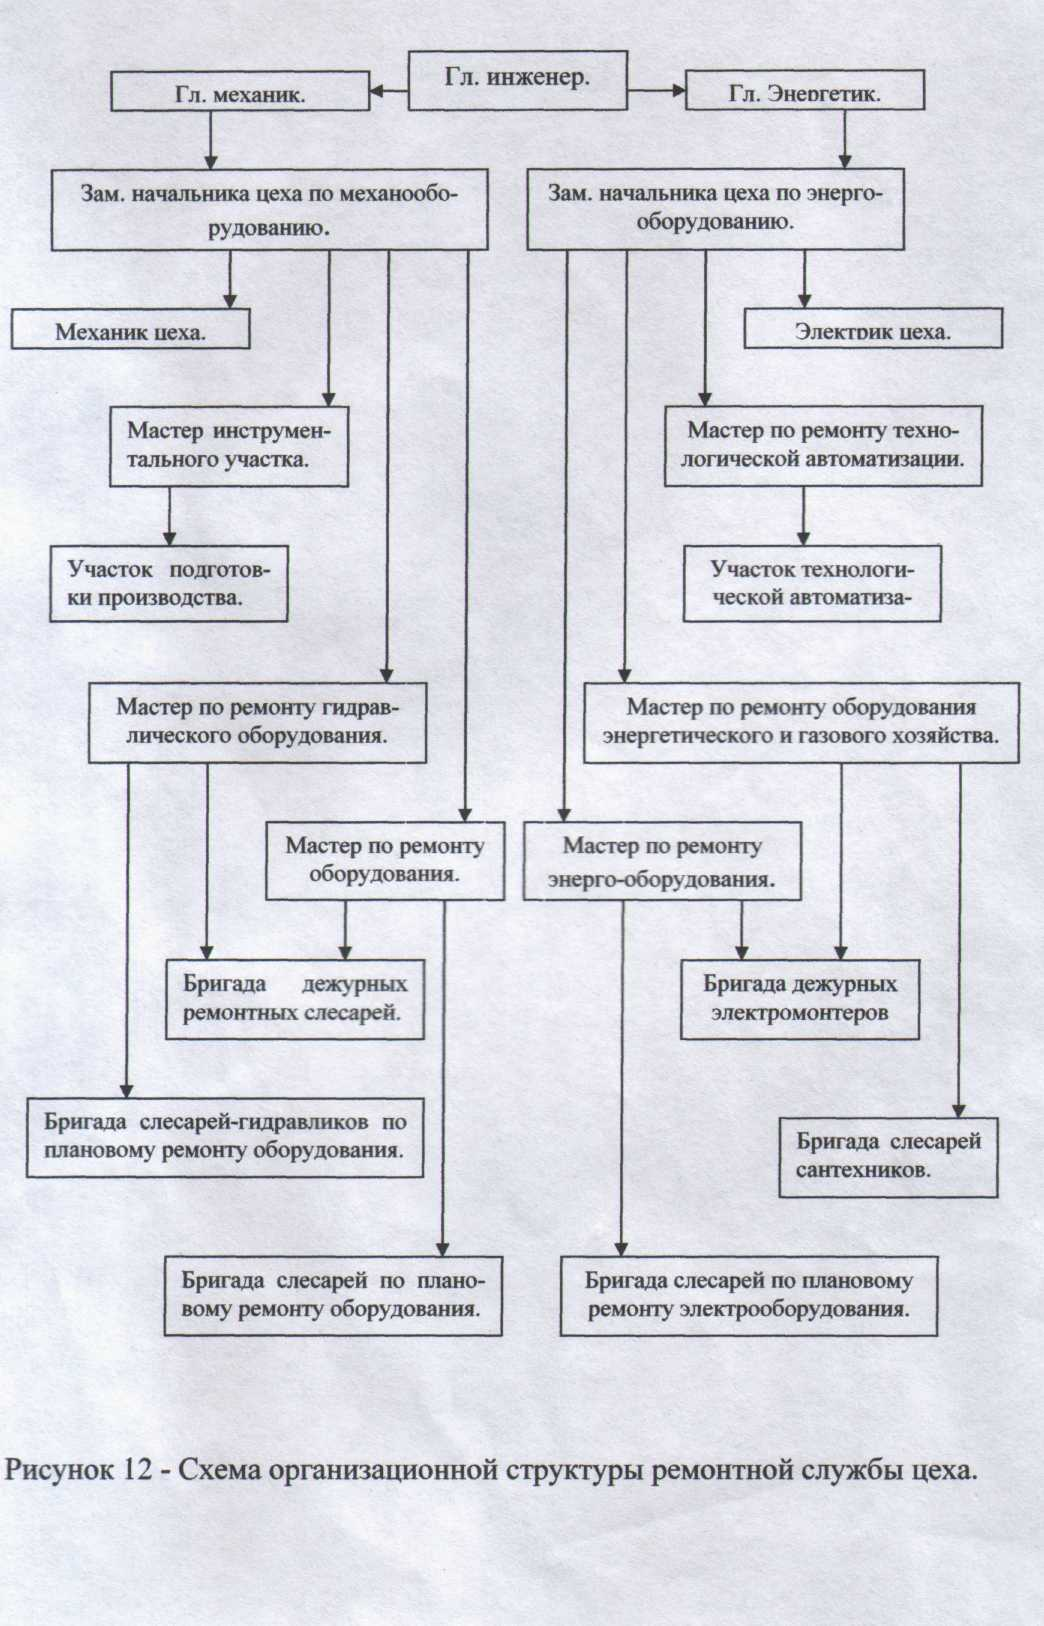 Гл. инженер.
Гл. механик.
Гл. Энергетик.
Зам. начальника цеха по механообо-
рудованию.
Зам. начальника цеха по энерго-
оборудованию.
Механик цеха.
Электрик цеха.
Мастер инструмен-
тального участка.
Мастер по ремонту техно-
логической автоматизации.
Участок подготов-
ки производства.
Участок технологи-
ческой автоматиза-
Мастер по ремонту гидрав-
лического оборудования.
Мастер по ремонту оборудования
энергетического и газового хозяйства.
Мастер по ремонту
оборудования.
Мастер по ремонту
энерго-оборудования.
Бригада дежурных
ремонтных слесарей.
Бригада дежурных
электромонтеров
Бригада слесарей-гидравликов по
плановому ремонту оборудования.
Бригада слесарей
сантехников.
Бригада слесарей по плано-
вому ремонту оборудования.
Бригада слесарей по плановому
ремонту электрооборудования.
Рисунок 12 - Схема организационной структуры ремонтной службы цеха.